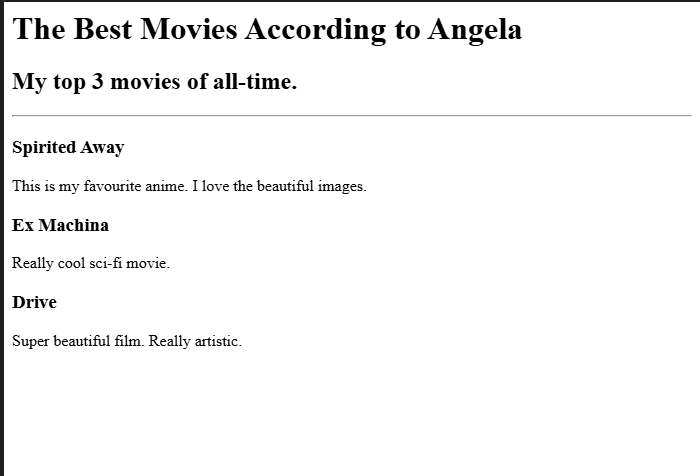 The Best Movies According to Angela
My top 3 movies of all-time.
Spirited Away
This is my favourite anime. I love the beautiful images.
Ex Machina
Really cool sci-fi movie.
Drive
Super beautiful film. Really artistic.